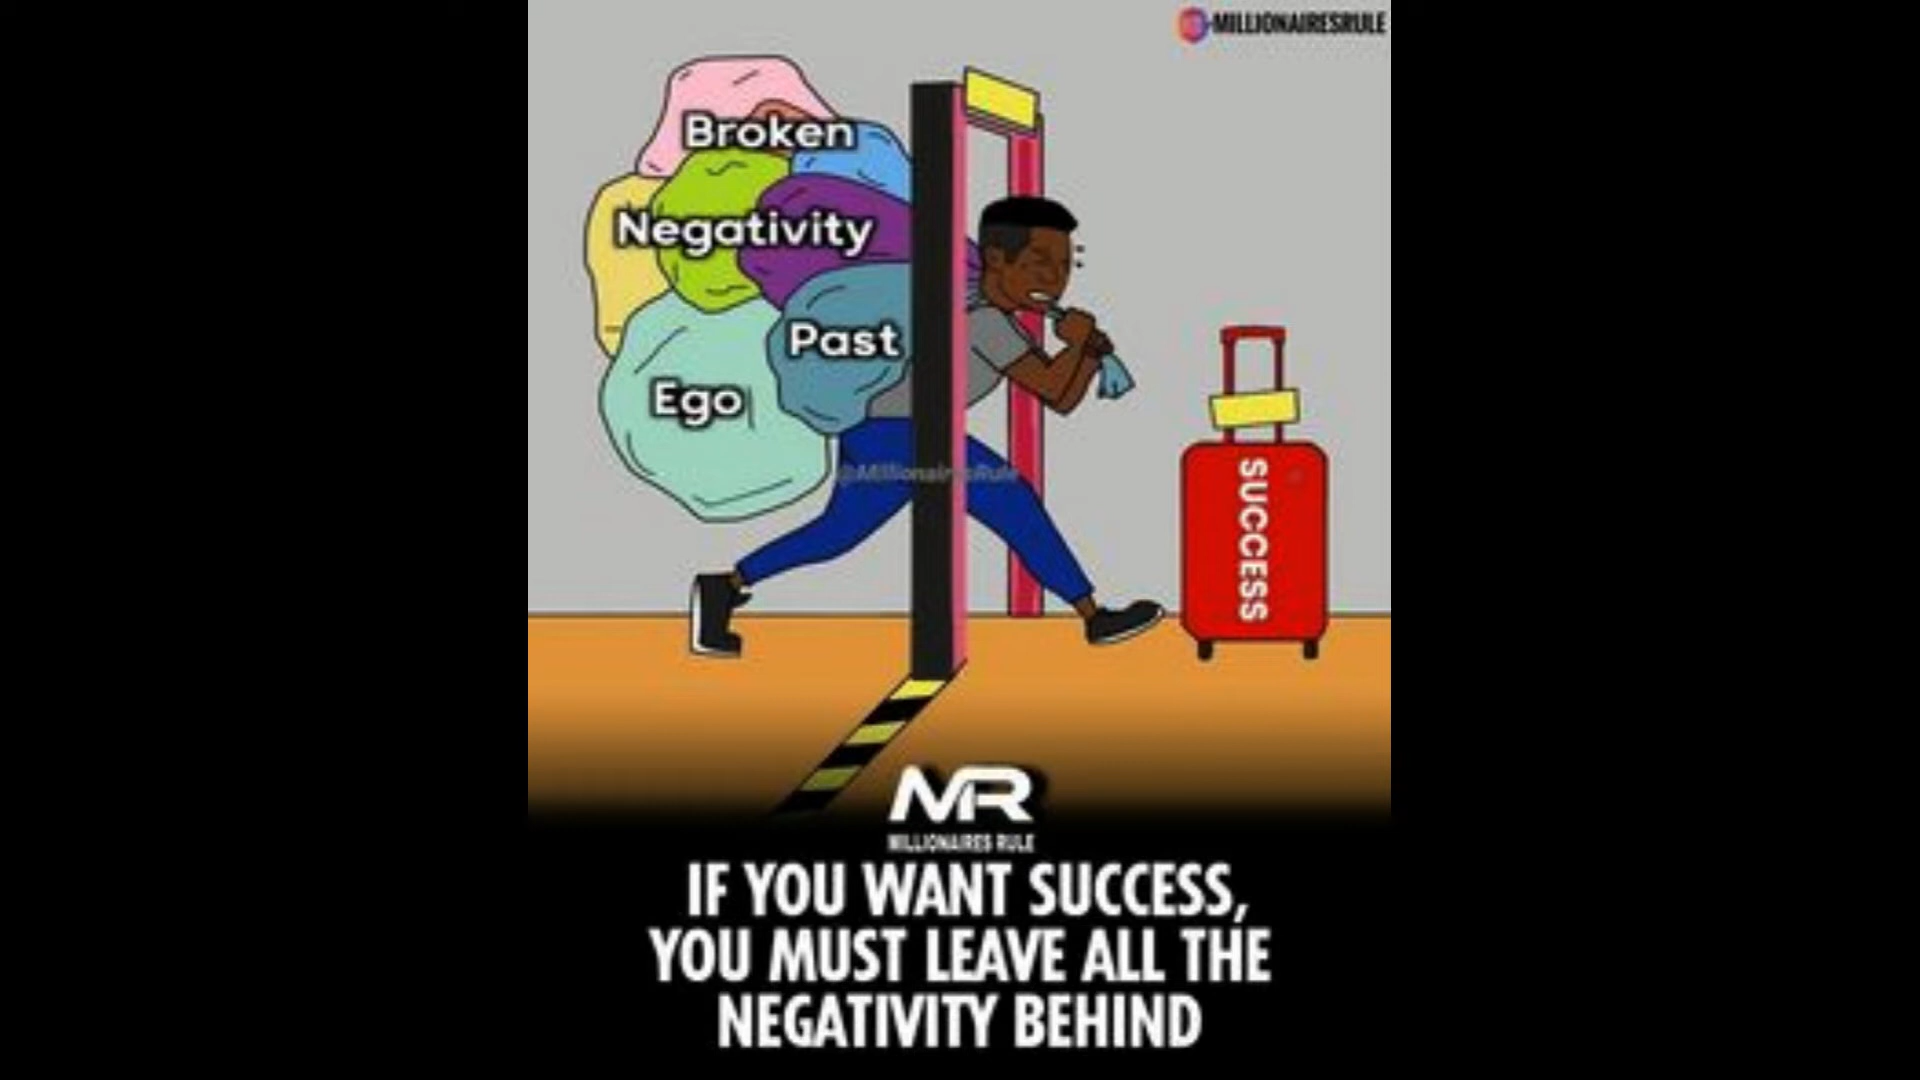 MILLIONAIRESRULE
Broken
Negativity
Past
Ego
@MillionairesRule
SUCCESS
MR
MILLIONAIRES RULE
IF YOU WANT SUCCESS,
YOU MUST LEAVE ALL THE
NEGATIVITY BEHIND